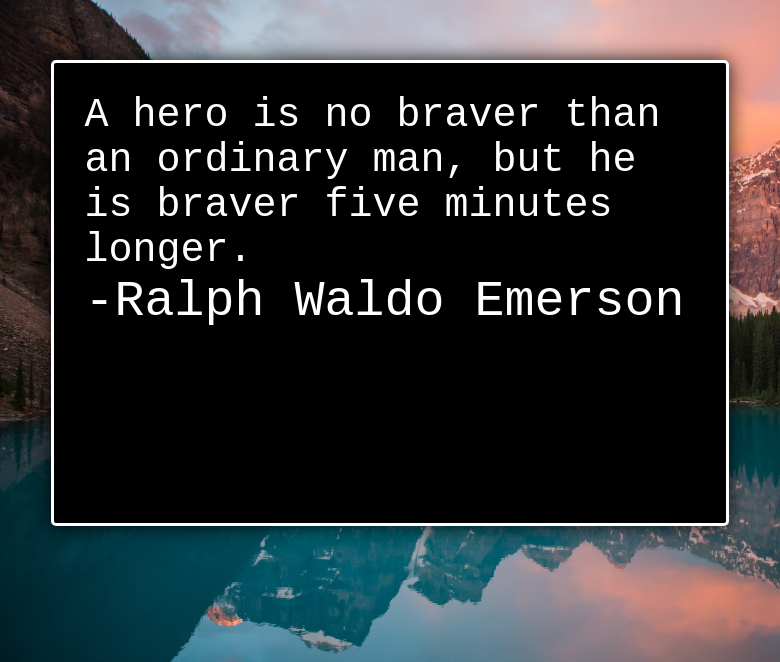 A hero is no braver than
an ordinary man, but he
is braver five minutes
longer.
-Ralph Waldo Emerson